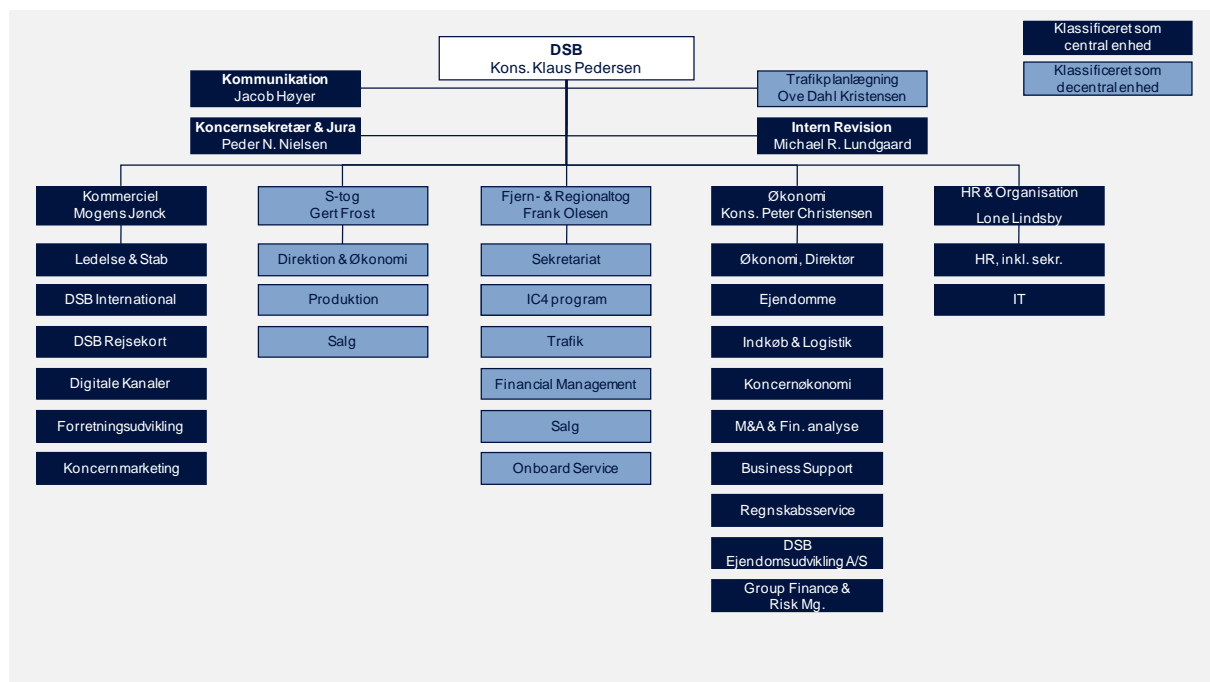 Klassificeret som
central enhed
Klassificeret som
decentral enhed
DSB
Kons. Klaus Pedersen
Kommunikation
Jacob Høyer
Trafikplanlægning
Ove Dahl Kristensen
Koncernsekretær & Jura
Peder N. Nielsen
Intern Revision
Michael R. Lundgaard
Kommerciel
Mogens Jønck
Ledelse & Stab
DSB International
DSB Rejsekort
Digitale Kanaler
Forretningsudvikling
Koncernmarketing
S-tog
Gert Frost
Direktion & Økonomi
Produktion
Salg
Fjern- & Regionaltog
Frank Olesen
Sekretariat
IC4 program
Trafik
Financial Management
Salg
Onboard Service
Økonomi
Kons. Peter Christensen
Økonomi, Direktør
Ejendomme
Indkøb & Logistik
Koncernøkonomi
M&A & Fin. analyse
Business Support
Regnskabsservice
DSB
Ejendomsudvikling A/S
Group Finance &
Risk Mg.
HR & Organisation
Lone Lindsby
HR, inkl. sekr.
IT